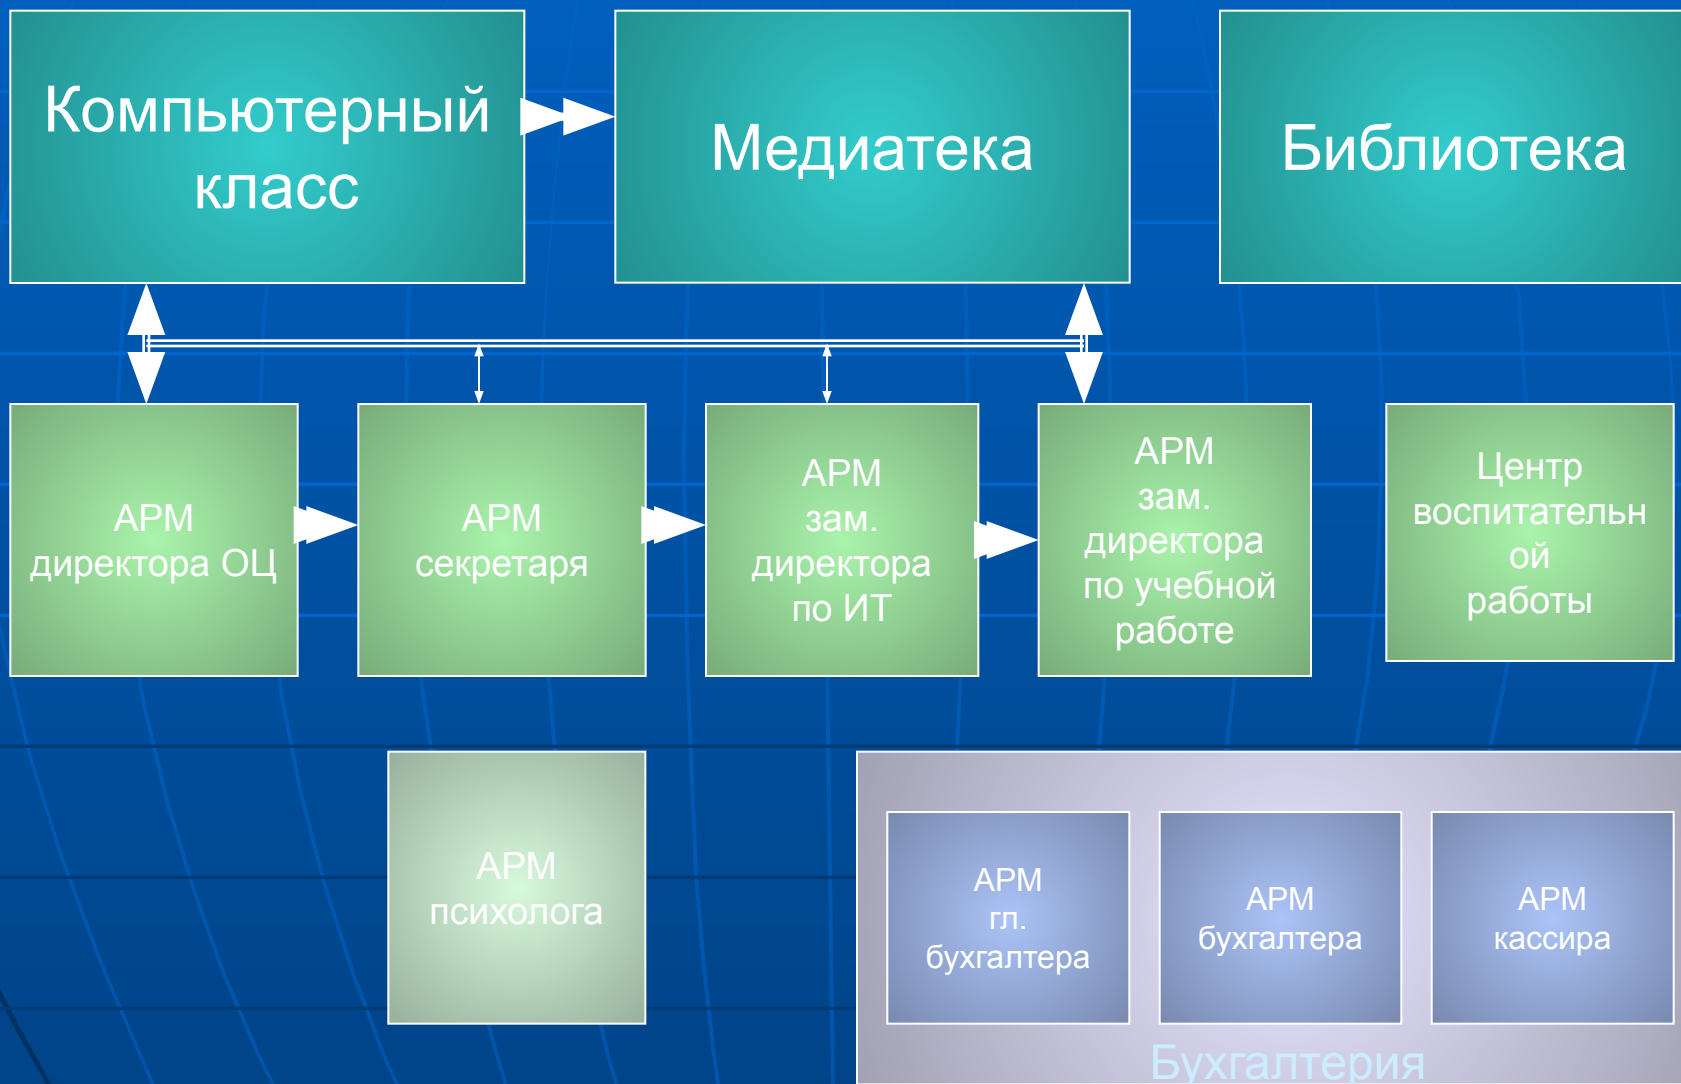 Компьютерный
класс
Медиатека
Библиотека
АРМ
директора ОЦ
АРМ
секретаря
АРМ
зам.
директора
по ИТ
АРМ
зам.
директора
по учебной
работе
Центр
воспитательн
ой
работы
АРМ
психолога
АРМ
гл.
бухгалтера
АРМ
бухгалтера
АРМ
кассира
Бухгалтерия